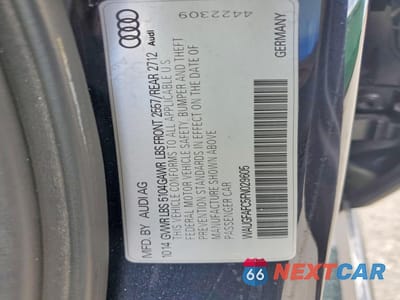 4422309
Audi
GERMANY
MFD. BY AUDI AG
10 14 GVWR LBS 5104 GAWR LBS FRONT 2557/REAR 2712
THIS VEHICLE CONFORMS TO ALL APPLICABLE U.S.
FEDERAL MOTOR VEHICLE SAFETY, BUMPER AND THEFT
PREVENTION STANDARDS IN EFFECT ON THE DATE OF
MANUFACTURE SHOWN ABOVE
PASSENGER CAR
WAUGFAFC5FN023605
66 NEXTCAR